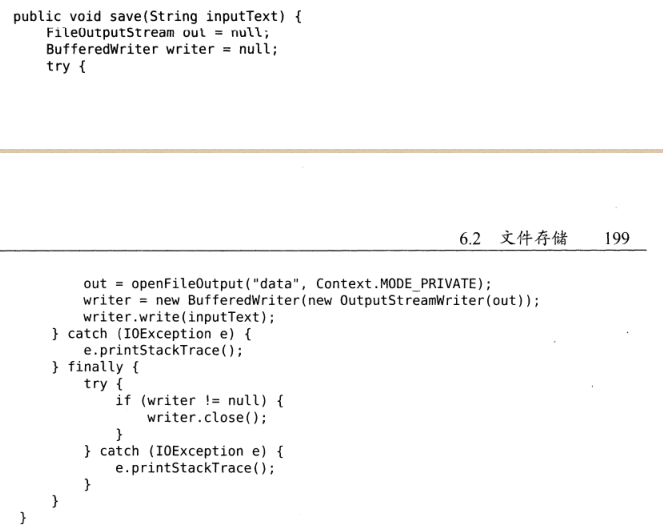 public void save(String inputText) {
    FileOutputStream out = null;
    BufferedWriter writer = null;
    try {
6.2 文件存储 199
        out = openFileOutput("data", Context.MODE_PRIVATE);
        writer = new BufferedWriter(new OutputStreamWriter(out));
        writer.write(inputText);
    } catch (IOException e) {
        e.printStackTrace();
    } finally {
        try {
            if (writer != null) {
                writer.close();
            }
        } catch (IOException e) {
            e.printStackTrace();
        }
    }
}